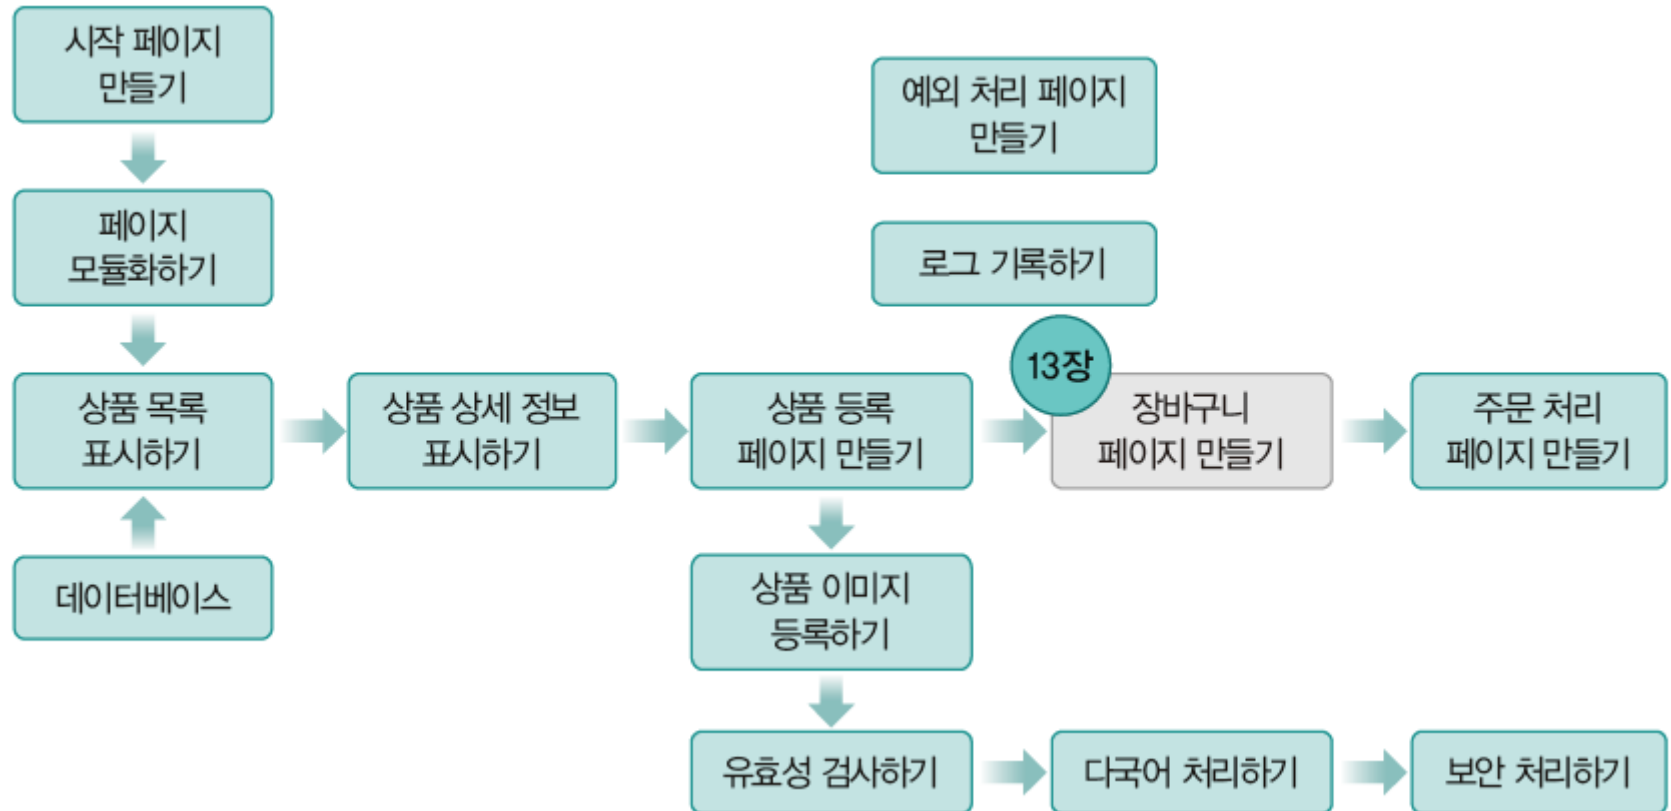 시작 페이지
만들기
예외 처리 페이지
만들기
페이지
모듈화하기
로그 기록하기
13장
상품 목록
표시하기
상품 상세 정보
표시하기
상품 등록
페이지 만들기
장바구니
페이지 만들기
주문 처리
페이지 만들기
데이터베이스
상품 이미지
등록하기
유효성 검사하기
다국어 처리하기
보안 처리하기